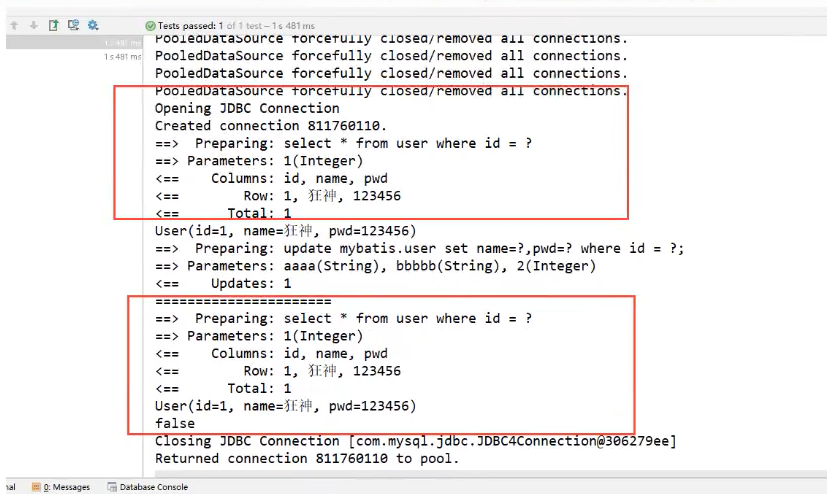 Tests passed: 1 of 1 test – 1 s 481 ms
1 s 481 ms
1 s 481 ms
PooledDataSource forcefully closed/removed all connections.
PooledDataSource forcefully closed/removed all connections.
PooledDataSource forcefully closed/removed all connections.
PooledDataSource forcefully closed/removed all connections.
Opening JDBC Connection
Created connection 811760110.
==>  Preparing: select * from user where id = ?
==> Parameters: 1(Integer)
<==    Columns: id, name, pwd
<==        Row: 1, 狂神, 123456
<==      Total: 1
User(id=1, name=狂神, pwd=123456)
==>  Preparing: update mybatis.user set name=?,pwd=? where id = ?;
==> Parameters: aaaa(String), bbbbb(String), 2(Integer)
<==    Updates: 1
======================
==>  Preparing: select * from user where id = ?
==> Parameters: 1(Integer)
<==    Columns: id, name, pwd
<==        Row: 1, 狂神, 123456
<==      Total: 1
User(id=1, name=狂神, pwd=123456)
false
Closing JDBC Connection [com.mysql.jdbc.JDBC4Connection@306279ee]
Returned connection 811760110 to pool.
0: Messages
Database Console